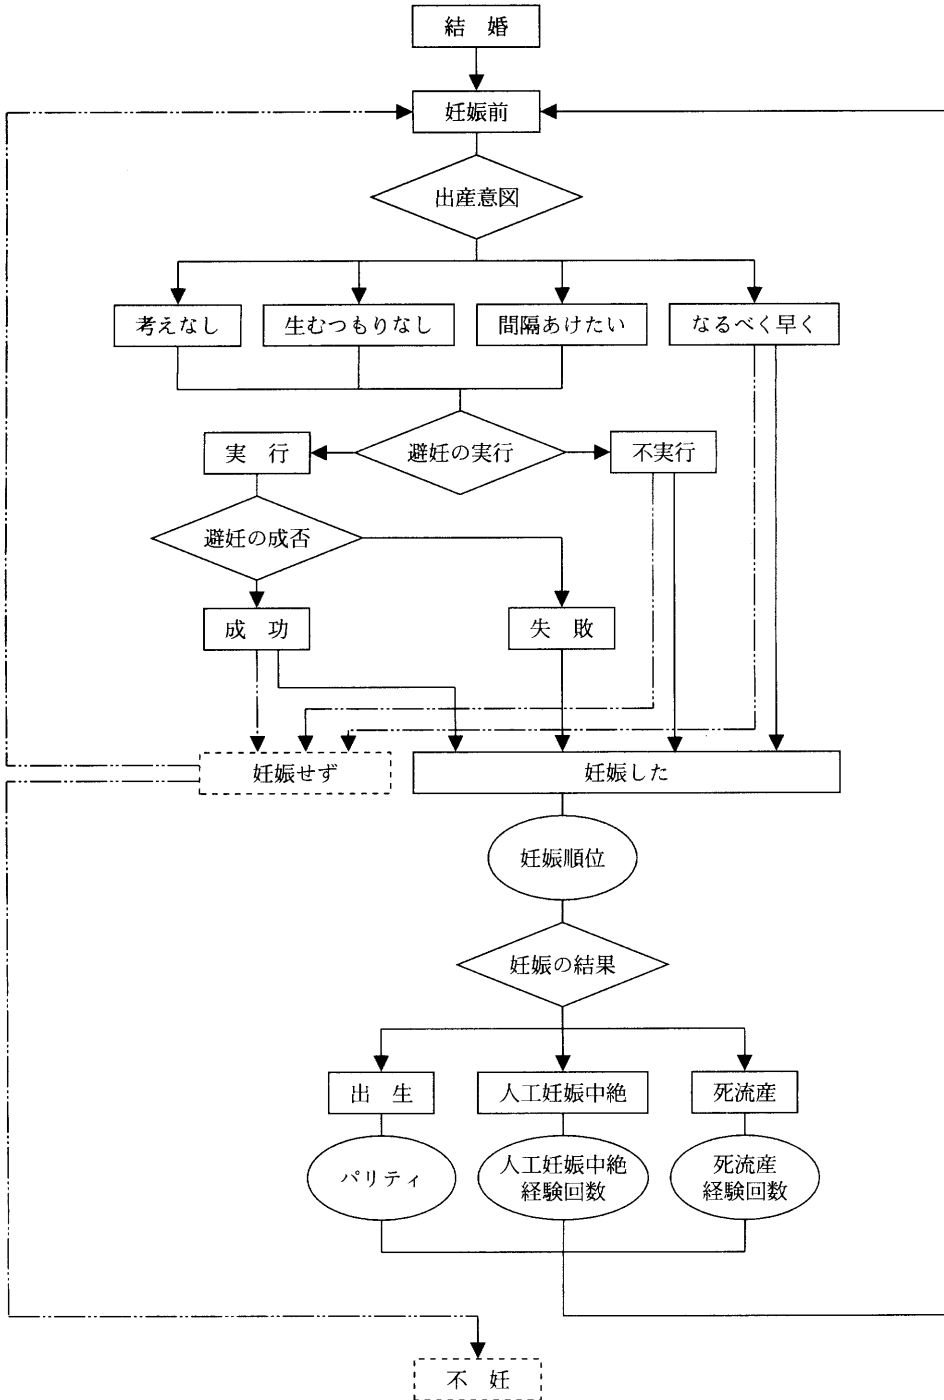 結　婚
妊娠前
出産意図
考えなし
生むつもりなし
間隔あけたい
なるべく早く
実　行
避妊の実行
不実行
避妊の成否
成　功
失　敗
妊娠せず
妊娠した
妊娠順位
妊娠の結果
出　生
人工妊娠中絶
死流産
パリティ
人工妊娠中絶
経験回数
死流産
経験回数
不　妊